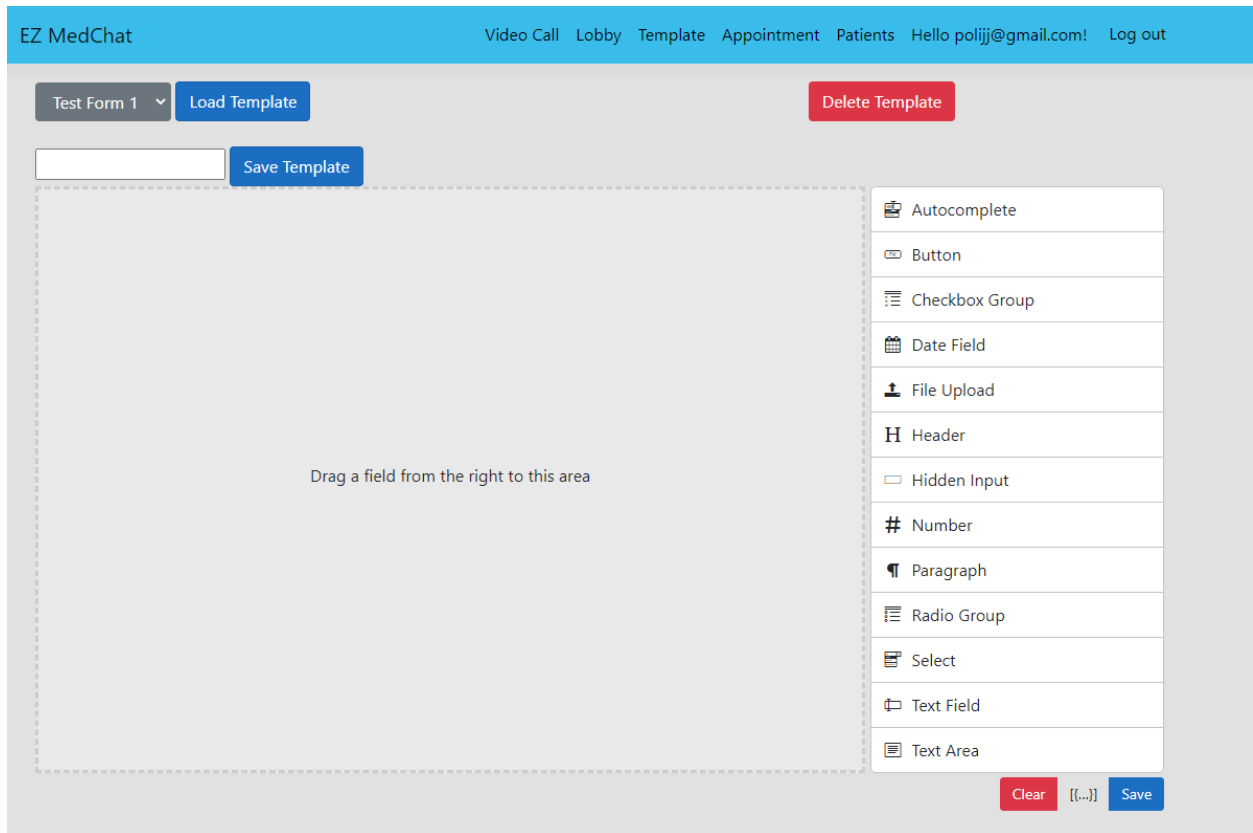 EZ MedChat Video Call Lobby Template Appointment Patients Hello polijj@gmail.com! Log out
Test Form 1 Load Template Delete Template
Save Template
Drag a field from the right to this area
Autocomplete
Button
Checkbox Group
Date Field
File Upload
H Header
Hidden Input
# Number
¶ Paragraph
Radio Group
Select
Text Field
Text Area
Clear [{...}] Save